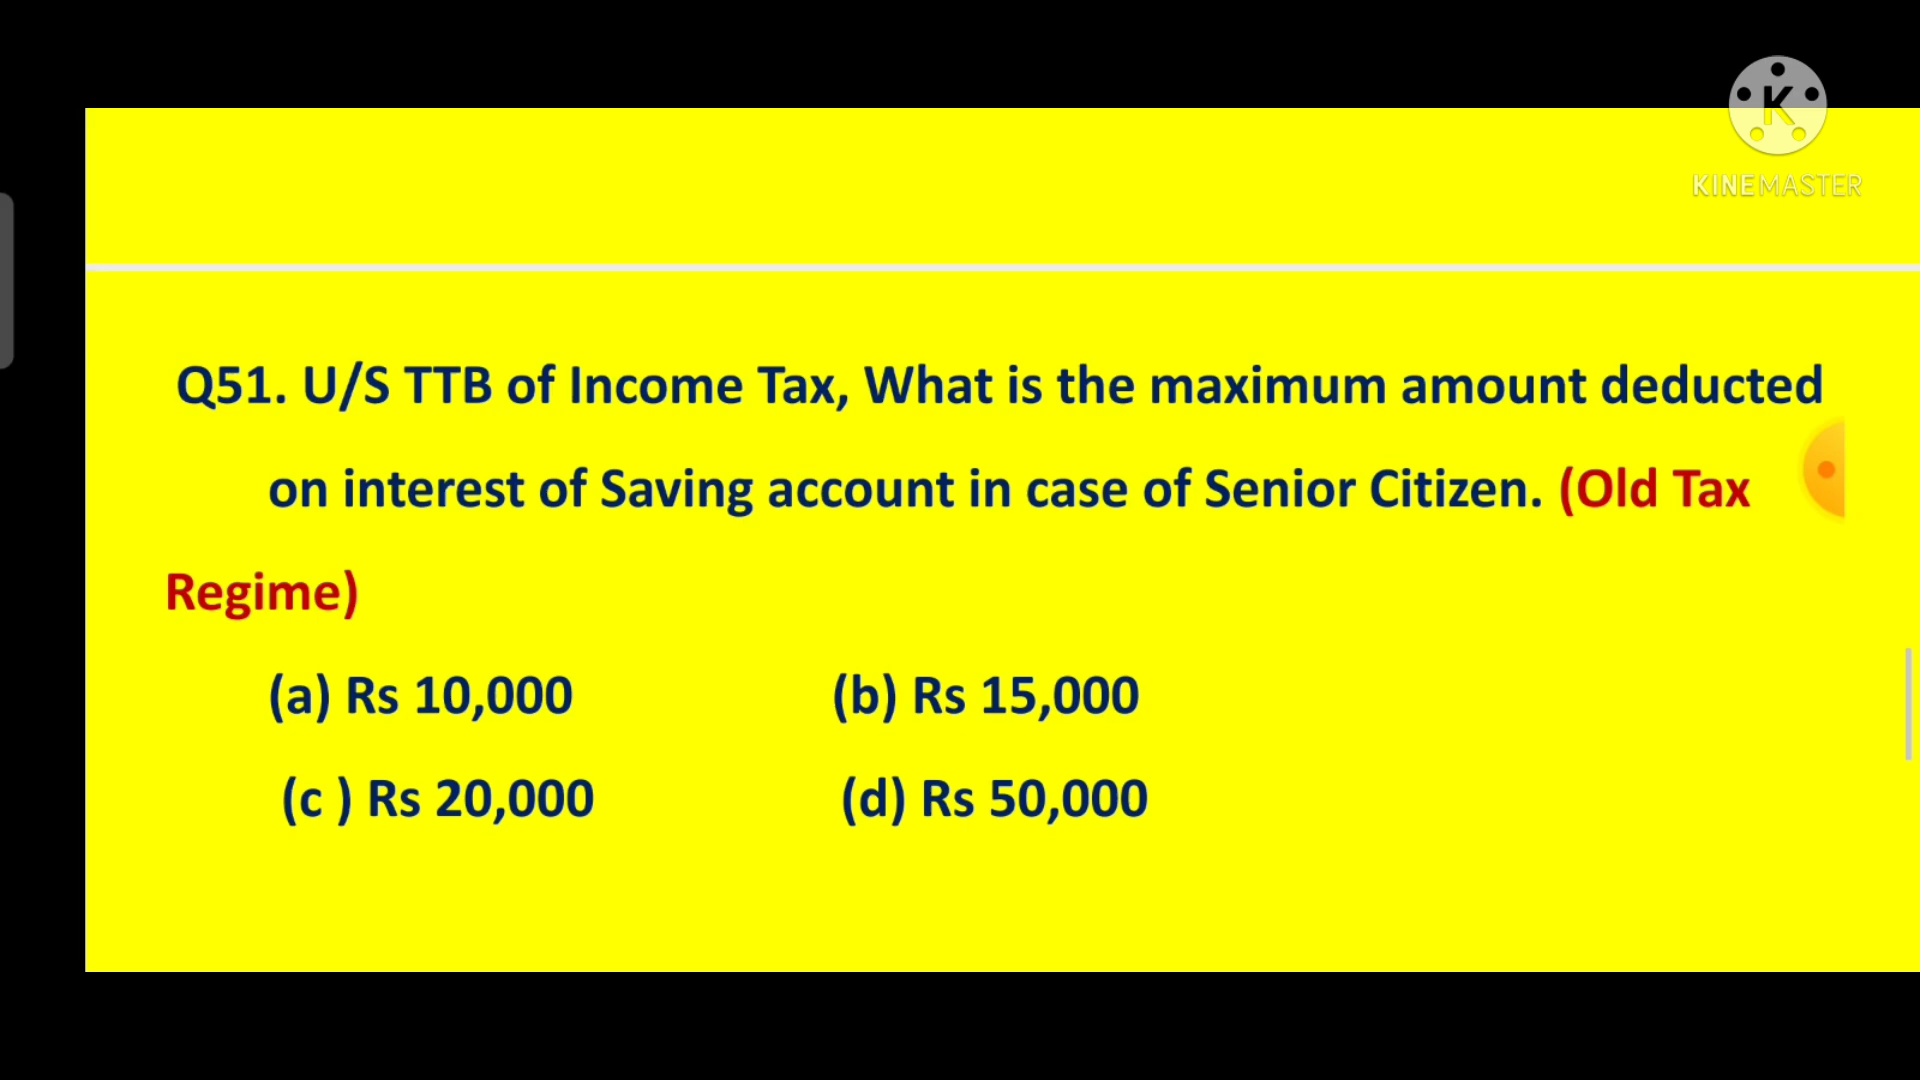 K
KINEMASTER
Q51. U/S TTB of Income Tax, What is the maximum amount deducted
on interest of Saving account in case of Senior Citizen. (Old Tax
Regime)
(a) Rs 10,000 (b) Rs 15,000
(c ) Rs 20,000 (d) Rs 50,000